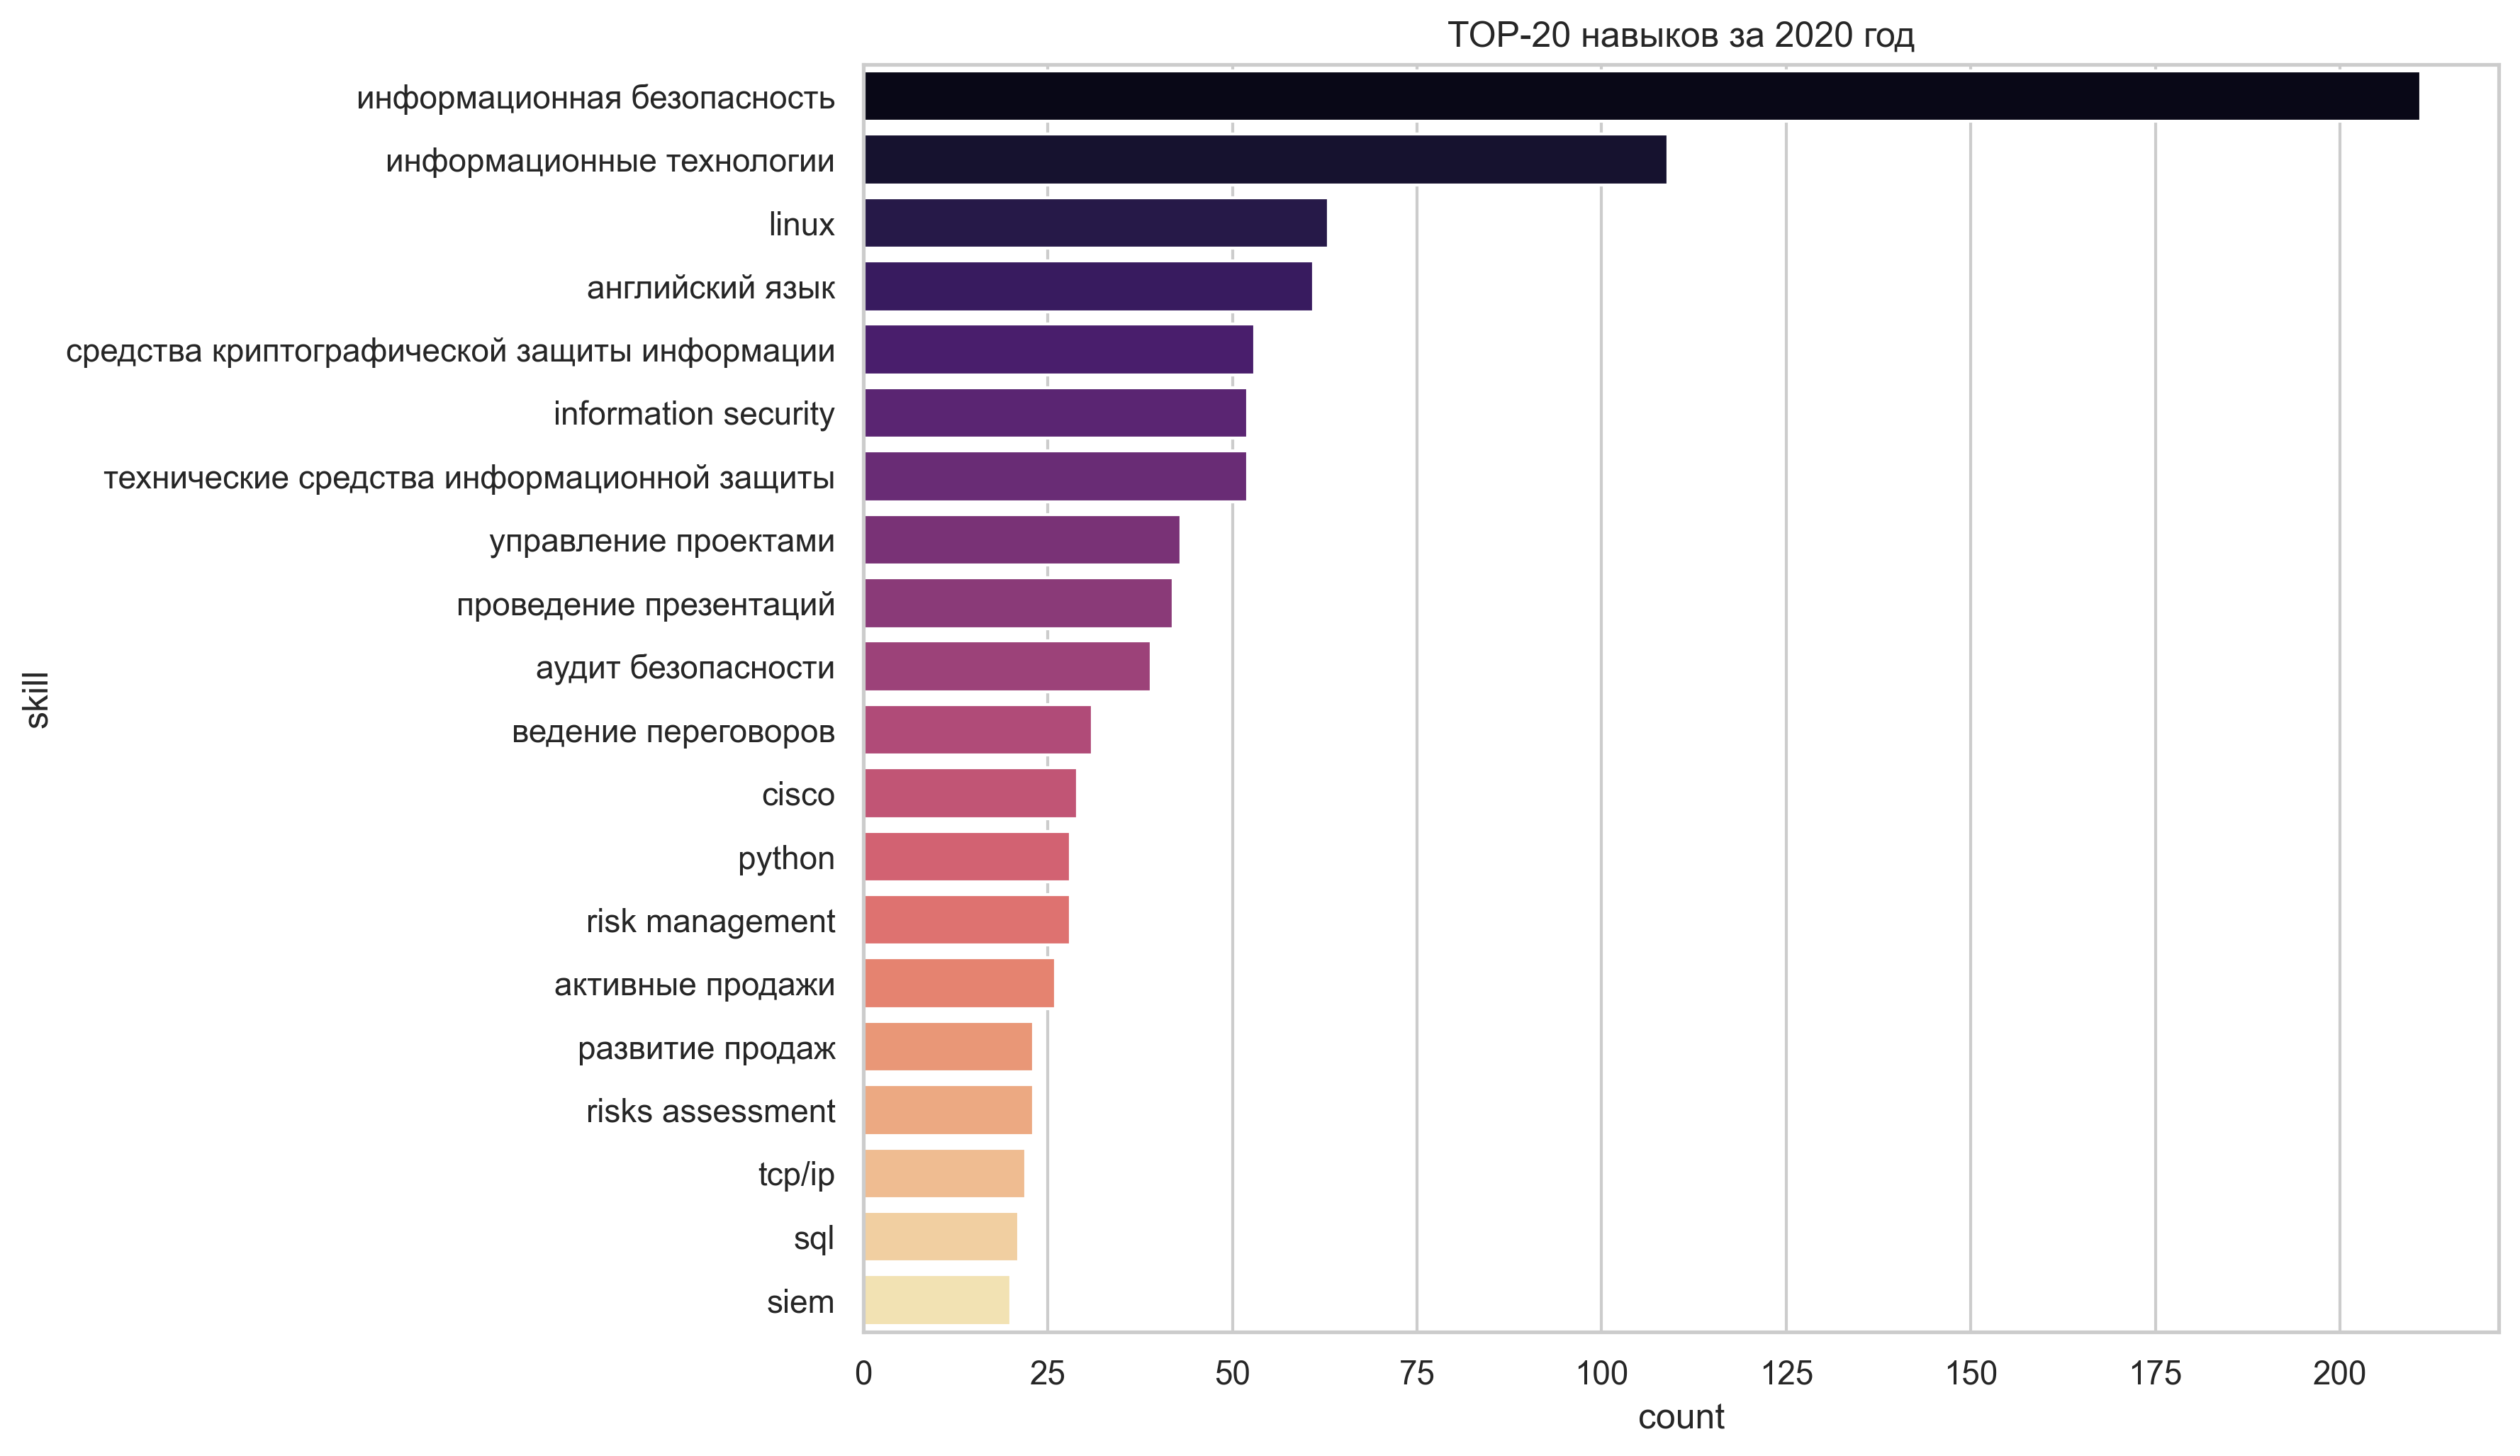 TOP-20 навыков за 2020 год
информационная безопасность
информационные технологии
linux
английский язык
средства криптографической защиты информации
information security
технические средства информационной защиты
управление проектами
проведение презентаций
аудит безопасности
ведение переговоров
cisco
python
risk management
активные продажи
развитие продаж
risks assessment
tcp/ip
sql
siem
skill
0 25 50 75 100 125 150 175 200
count